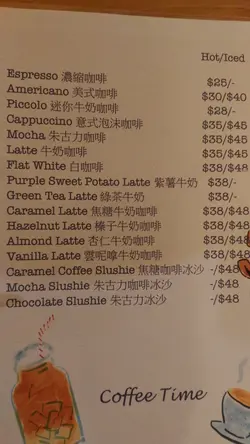 Hot/Iced
Espresso 濃縮咖啡 $28/-
Americano 美式咖啡 $30/$40
Piccolo 迷你牛奶咖啡 $28/-
Cappuccino 意式泡沫咖啡 $35/$45
Mocha 朱古力咖啡 $35/$45
Latte 牛奶咖啡 $35/$45
Flat White 白咖啡 $38/$48
Purple Sweet Potato Latte 紫薯牛奶 $38/-
Green Tea Latte 綠茶牛奶 $38/-
Caramel Latte 焦糖牛奶咖啡 $38/$48
Hazelnut Latte 榛子牛奶咖啡 $38/$48
Almond Latte 杏仁牛奶咖啡 $38/$48
Vanilla Latte 雲呢嗱牛奶咖啡 $38/$48
Caramel Coffee Slushie 焦糖咖啡冰沙 -/$48
Mocha Slushie 朱古力咖啡冰沙 -/$48
Chocolate Slushie 朱古力冰沙 -/$48
Coffee Time